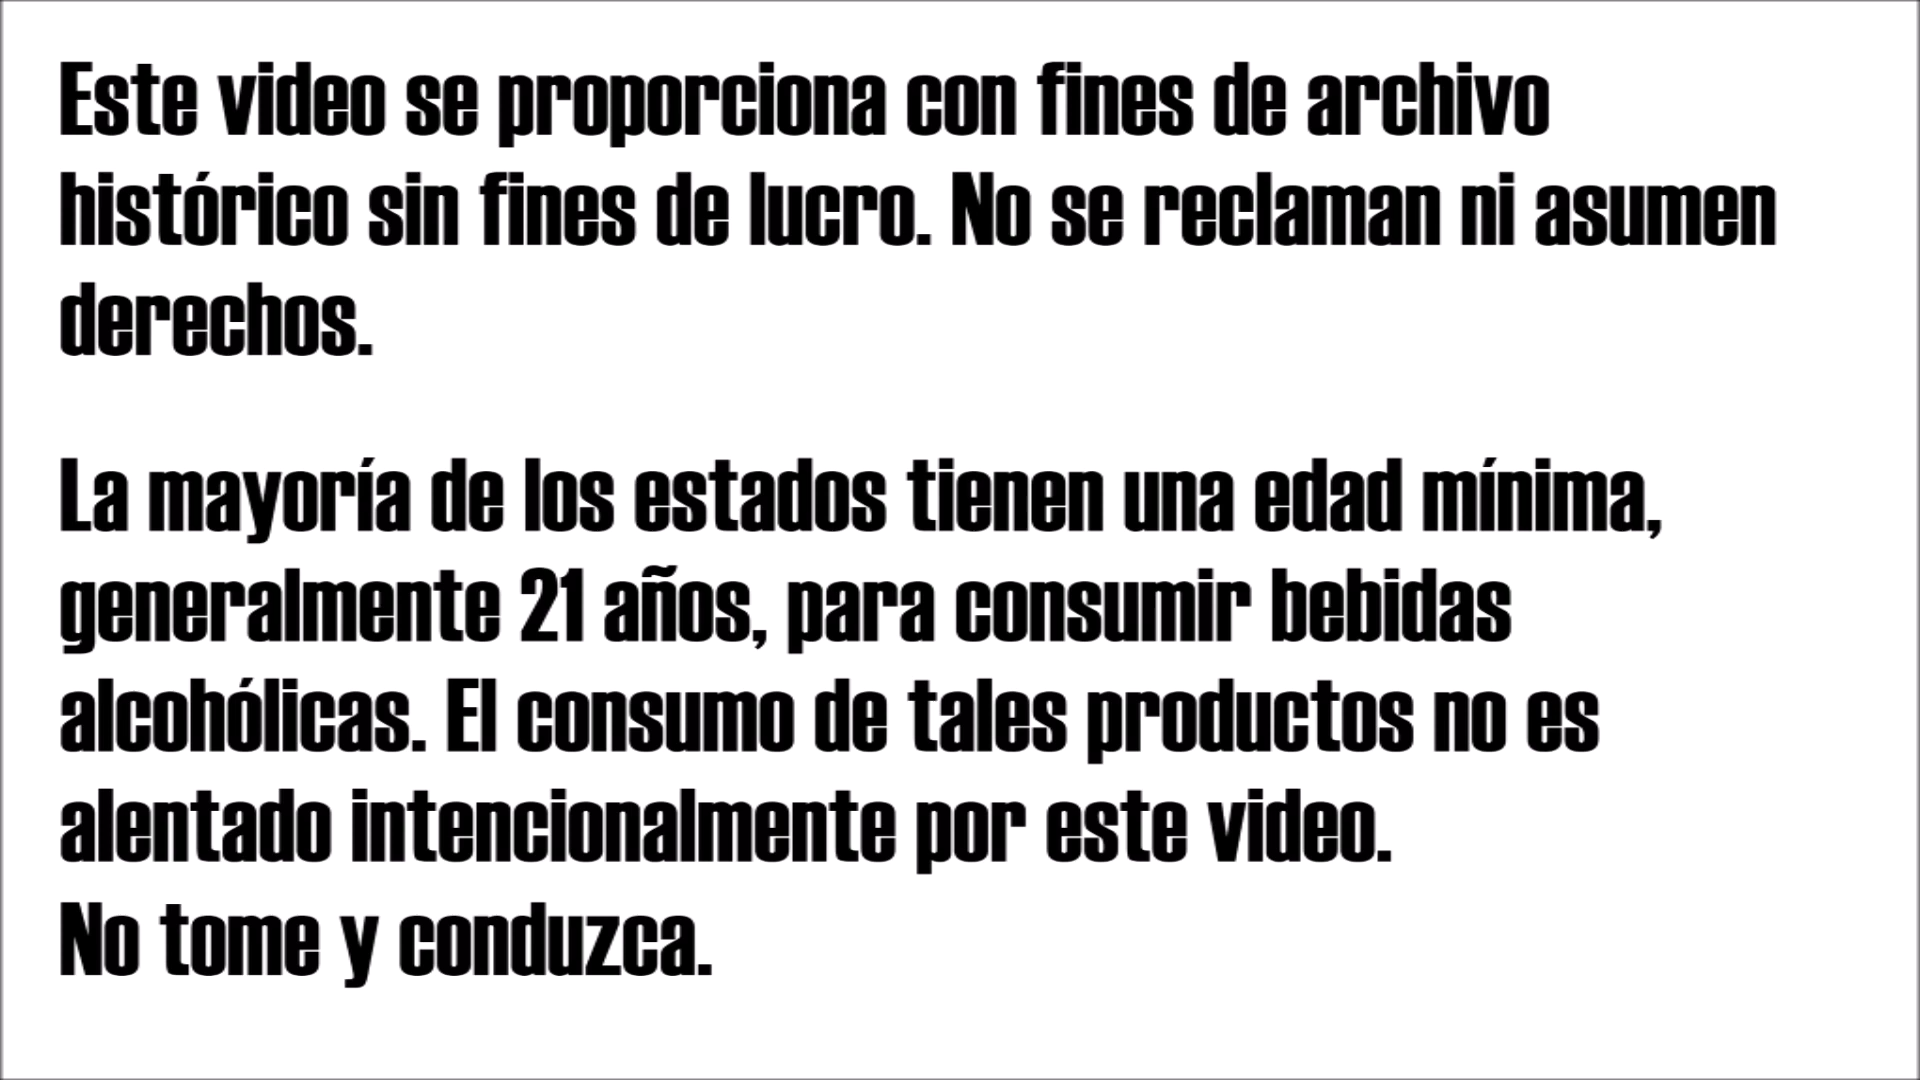 Este video se proporciona con fines de archivo
histórico sin fines de lucro. No se reclaman ni asumen
derechos.
La mayoría de los estados tienen una edad mínima,
generalmente 21 años, para consumir bebidas
alcohólicas. El consumo de tales productos no es
alentado intencionalmente por este video.
No tome y conduzca.